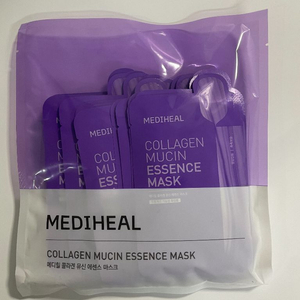 MEDIHEAL
COLLAGEN
MUCIN
ESSENCE
MASK
MEDIHEAL
COLLAGEN MUCIN ESSENCE MASK
메디힐 콜라겐 뮤신 에센스 마스크